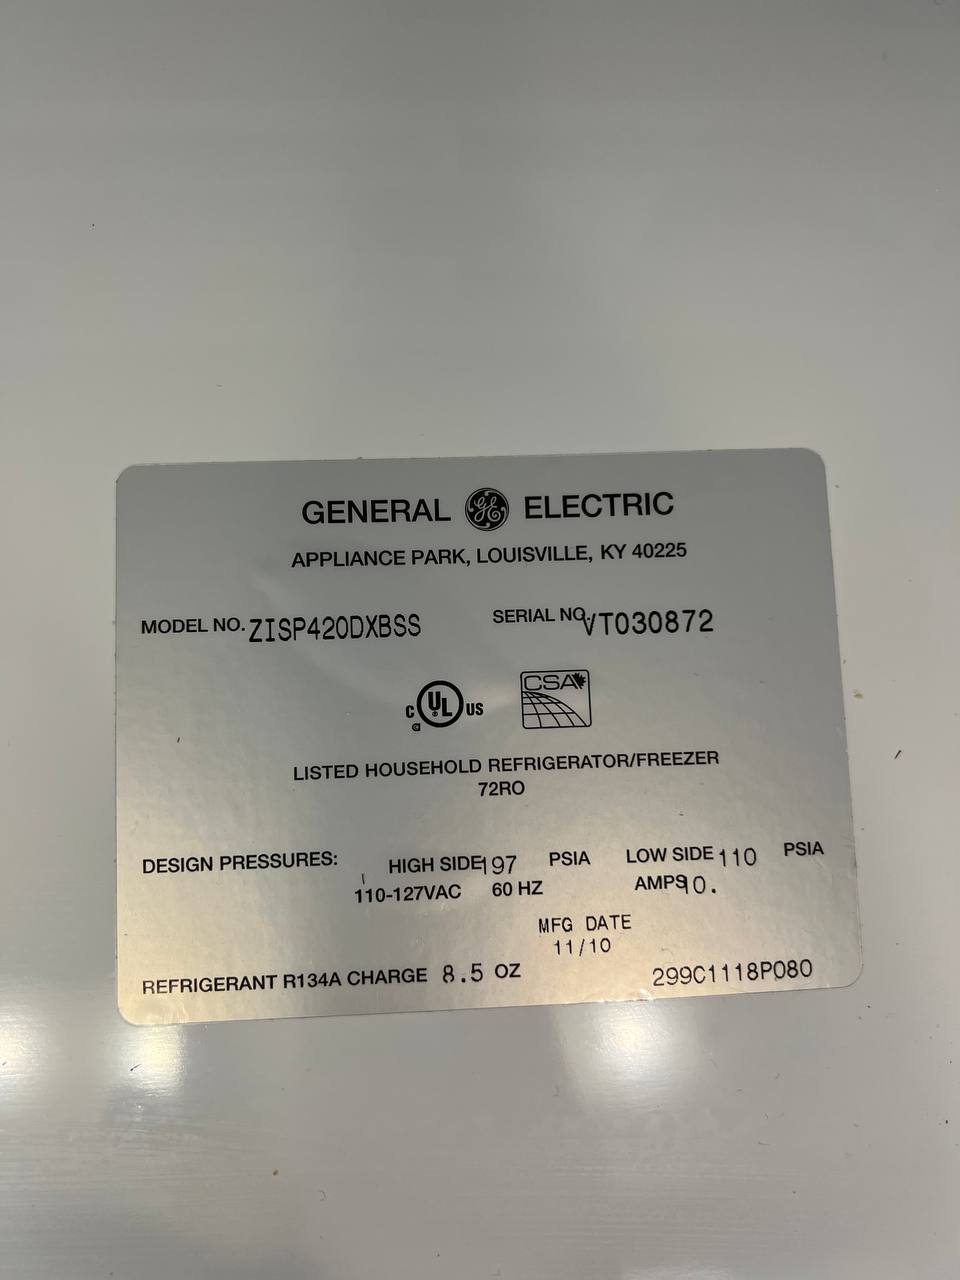 GENERAL GE ELECTRIC
APPLIANCE PARK, LOUISVILLE, KY 40225
MODEL NO. ZISP420DXBSS SERIAL NO. VT030872
C UL US CSA
LISTED HOUSEHOLD REFRIGERATOR/FREEZER
72RO
DESIGN PRESSURES: HIGH SIDE 197 PSIA LOW SIDE 110 PSIA
110-127VAC 60 HZ AMPS 10.
MFG DATE
11/10
REFRIGERANT R134A CHARGE 8.5 OZ 299C1118P080